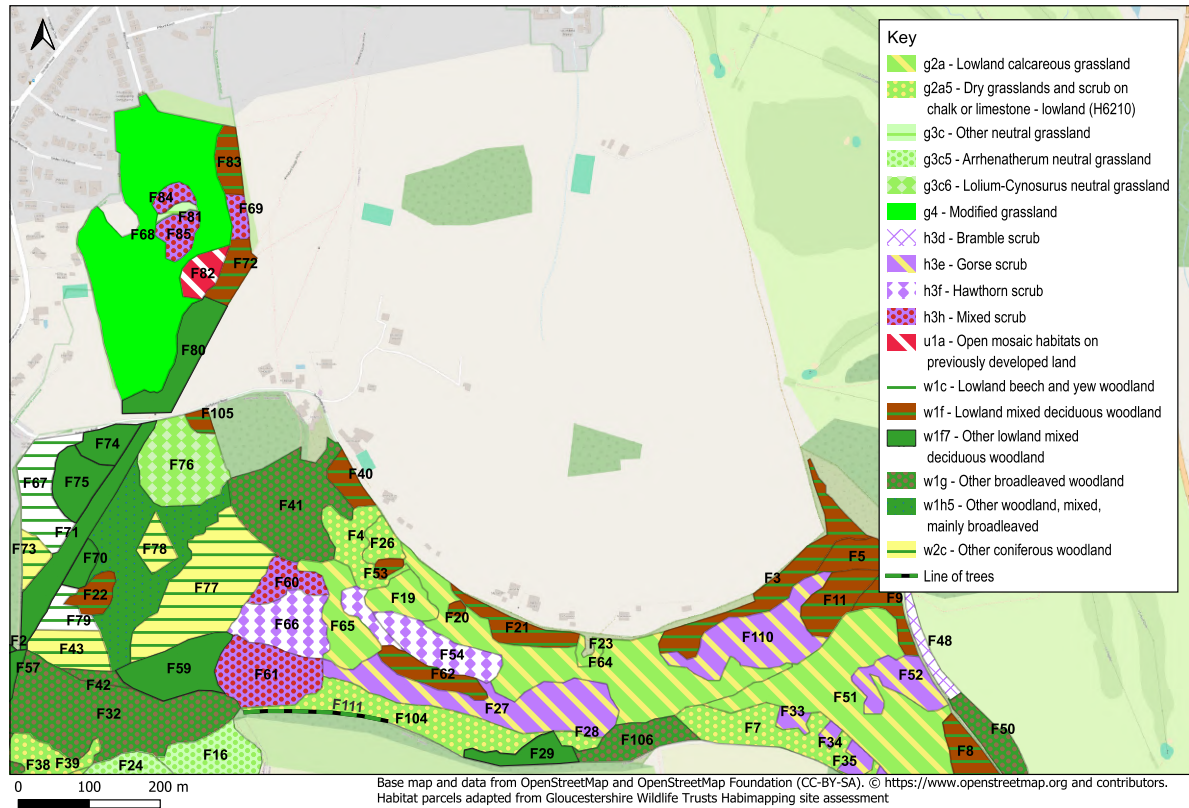 Key
g2a - Lowland calcareous grassland
g2a5 - Dry grasslands and scrub on
chalk or limestone - lowland (H6210)
g3c - Other neutral grassland
g3c5 - Arrhenatherum neutral grassland
g3c6 - Lolium-Cynosurus neutral grassland
g4 - Modified grassland
h3d - Bramble scrub
h3e - Gorse scrub
h3f - Hawthorn scrub
h3h - Mixed scrub
u1a - Open mosaic habitats on
previously developed land
w1c - Lowland beech and yew woodland
w1f - Lowland mixed deciduous woodland
w1f7 - Other lowland mixed
deciduous woodland
w1g - Other broadleaved woodland
w1h5 - Other woodland, mixed,
mainly broadleaved
w2c - Other coniferous woodland
Line of trees
F83
F84
F69
F81
F68
F85
F72
F82
F80
F105
F74
F76
F67
F75
F40
F41
F71
F4
F26
F73
F70
F78
F53
F77
F60
F22
F19
F79
F20
F66
F65
F21
F2
F43
F54
F23
F64
F57
F59
F42
F61
F62
F32
F111
F104
F27
F28
F29
F106
F16
F24
F38
F39
F3
F5
F11
F9
F110
F48
F52
F51
F7
F33
F34
F35
F8
F50
0 100 200 m
Base map and data from OpenStreetMap and OpenStreetMap Foundation (CC-BY-SA). © https://www.openstreetmap.org and contributors.
Habitat parcels adapted from Gloucestershire Wildlife Trusts Habimapping site assessment